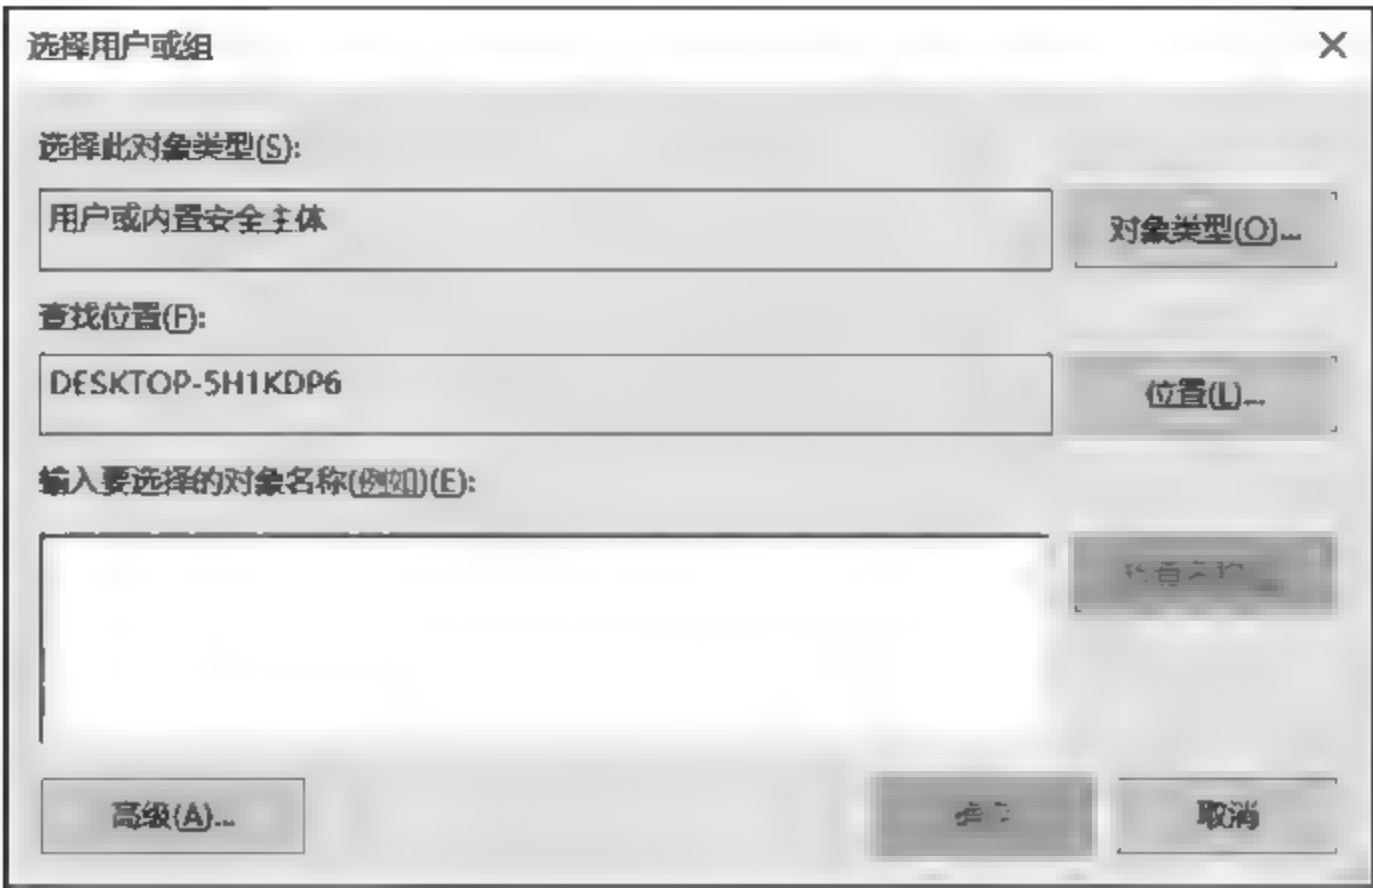 选择用户或组
选择此对象类型(S):
用户或内置安全主体
对象类型(O)...
查找位置(F):
DESKTOP-5H1KDP6
位置(L)...
输入要选择的对象名称(例如)(E):
高级(A)...
取消